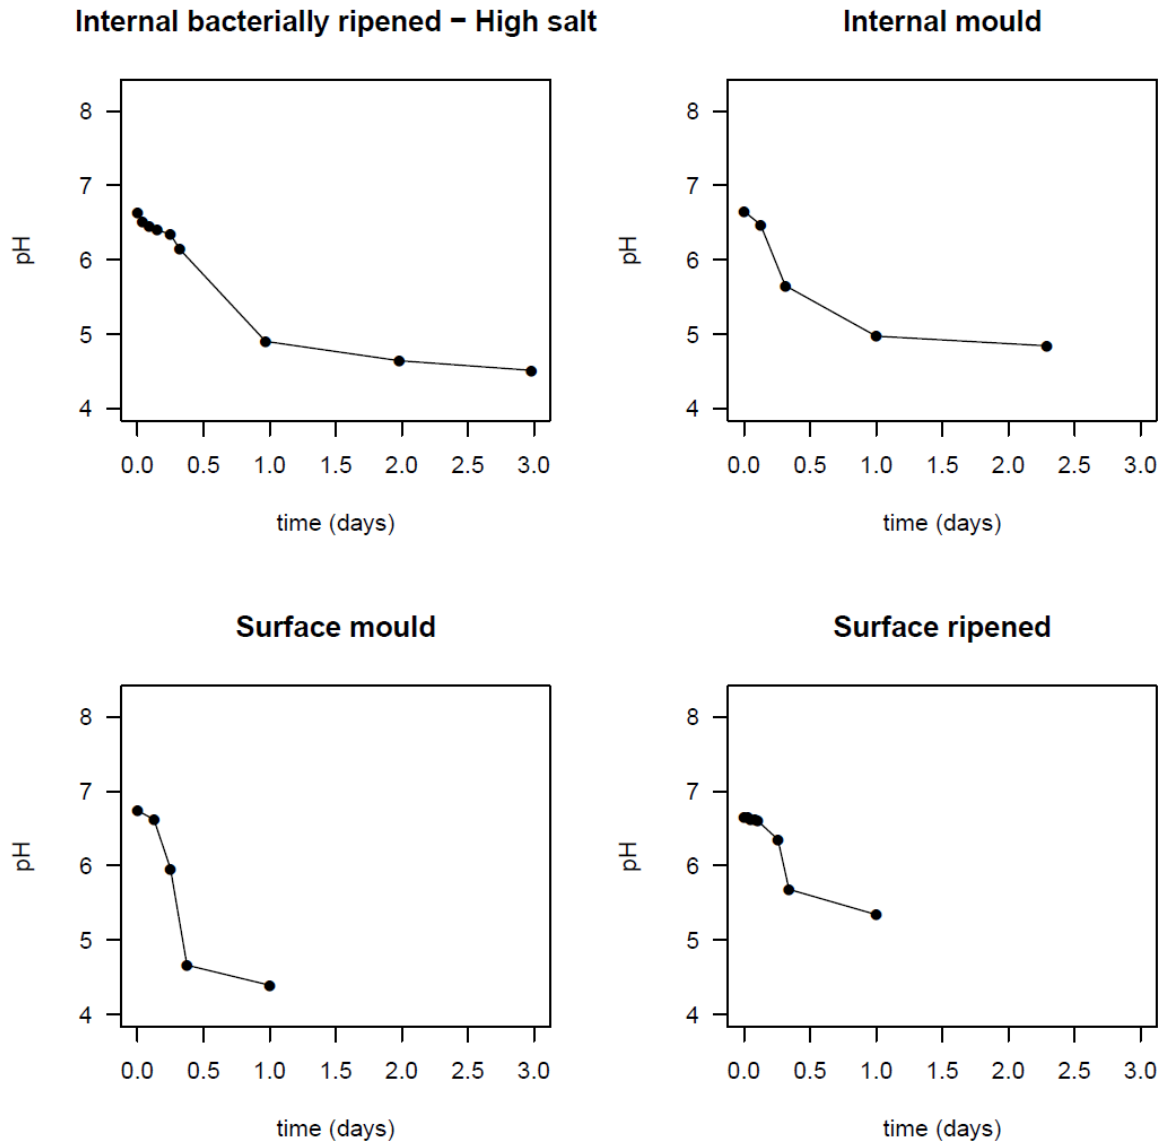 Internal bacterially ripened − High salt
8
7
6
5
4
pH
0.0 0.5 1.0 1.5 2.0 2.5 3.0
time (days)
Internal mould
8
7
6
5
4
pH
0.0 0.5 1.0 1.5 2.0 2.5 3.0
time (days)
Surface mould
8
7
6
5
4
pH
0.0 0.5 1.0 1.5 2.0 2.5 3.0
time (days)
Surface ripened
8
7
6
5
4
pH
0.0 0.5 1.0 1.5 2.0 2.5 3.0
time (days)